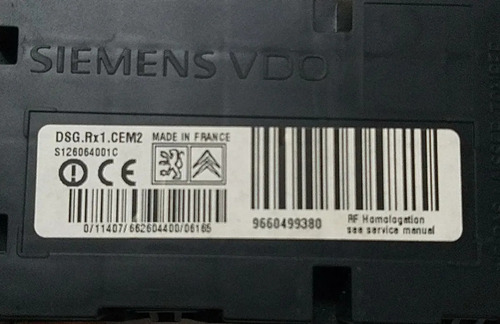 SIEMENS VDO
DSG.Rx1.CEM2 MADE IN FRANCE
S126064001C
CE
0/11407/662604400/06165
9660499380
RF Homologation
see service manual